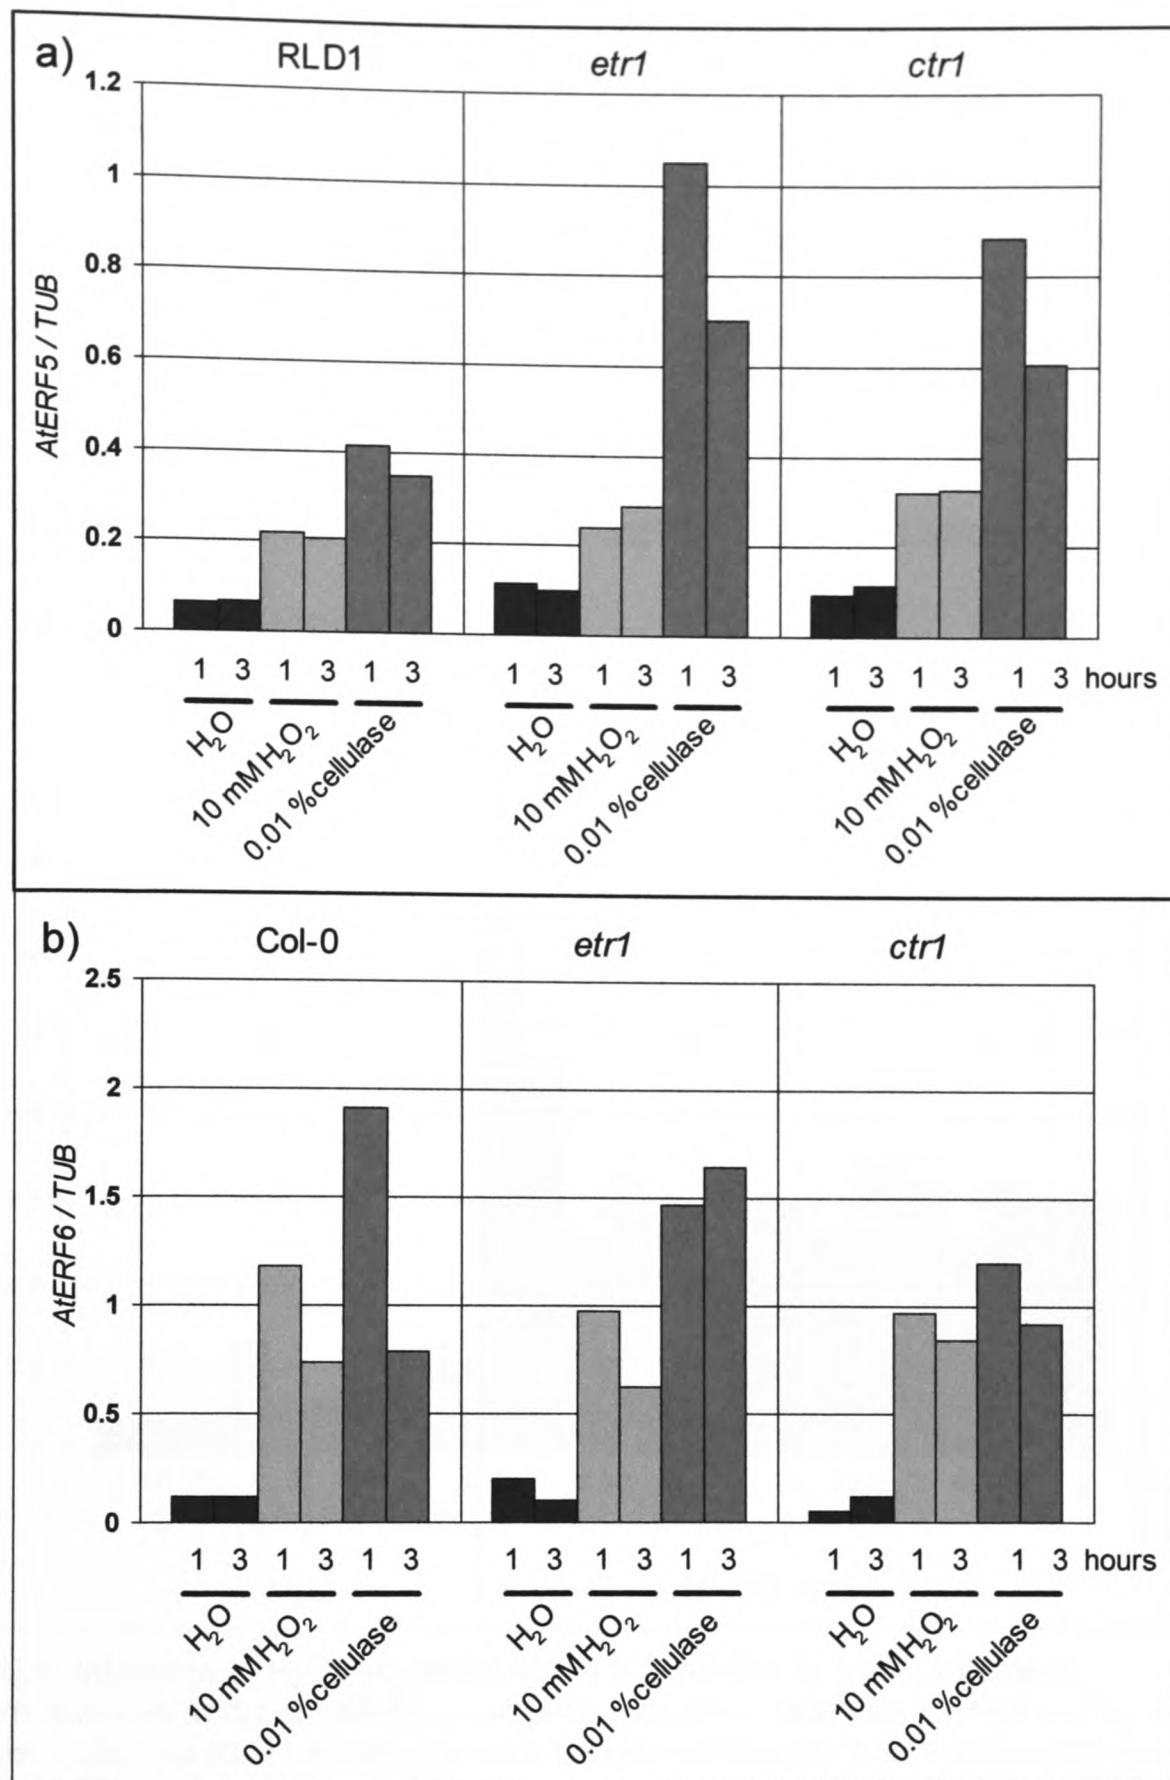 a) RLD1 etr1 ctr1
1.2
1
0.8
0.6
0.4
0.2
0
AtERF5 / TUB
1 3 1 3 1 3 1 3 1 3 1 3 1 3 1 3 1 3 hours
H₂O 10 mM H₂O₂ 0.01 %cellulase H₂O 10 mM H₂O₂ 0.01 %cellulase H₂O 10 mM H₂O₂ 0.01 %cellulase
b) Col-0 etr1 ctr1
2.5
2
1.5
1
0.5
0
AtERF6 / TUB
1 3 1 3 1 3 1 3 1 3 1 3 1 3 1 3 1 3 hours
H₂O 10 mM H₂O₂ 0.01 %cellulase H₂O 10 mM H₂O₂ 0.01 %cellulase H₂O 10 mM H₂O₂ 0.01 %cellulase